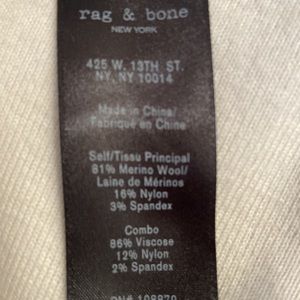 rag & bone
NEW YORK
425 W. 13TH ST.
NY, NY 10014
Made in China/
Fabriqué en Chine
Self/Tissu Principal
81% Merino Wool/
Laine de Mérinos
16% Nylon
3% Spandex
Combo
86% Viscose
12% Nylon
2% Spandex